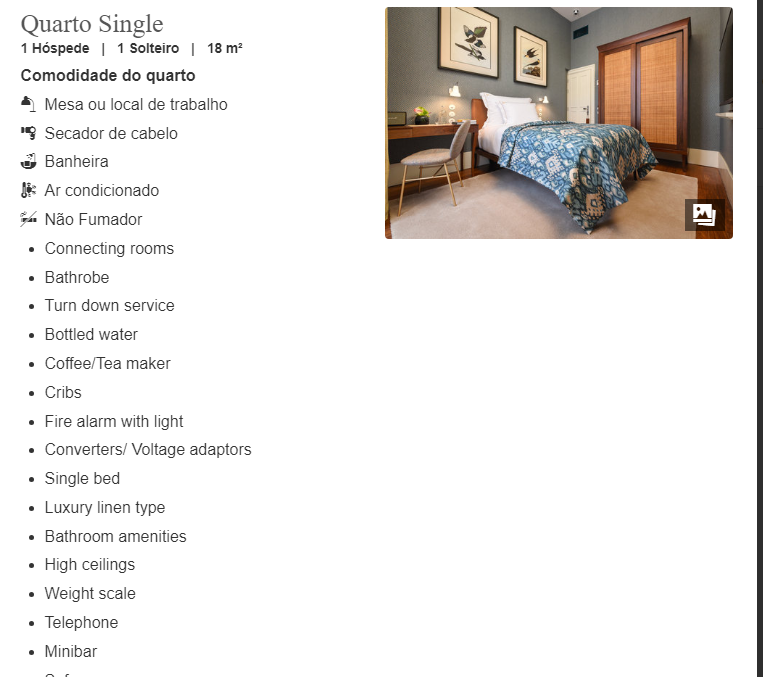 Quarto Single
1 Hóspede | 1 Solteiro | 18 m²
Comodidade do quarto
Mesa ou local de trabalho
Secador de cabelo
Banheira
Ar condicionado
Não Fumador
Connecting rooms
Bathrobe
Turn down service
Bottled water
Coffee/Tea maker
Cribs
Fire alarm with light
Converters/ Voltage adaptors
Single bed
Luxury linen type
Bathroom amenities
High ceilings
Weight scale
Telephone
Minibar